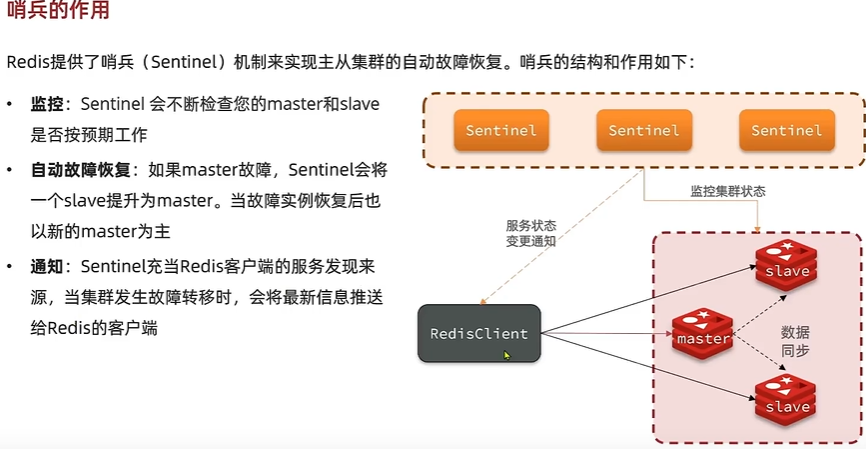 哨兵的作用
Redis提供了哨兵（Sentinel）机制来实现主从集群的自动故障恢复。哨兵的结构和作用如下：
• 监控：Sentinel 会不断检查您的master和slave
是否按预期工作
• 自动故障恢复：如果master故障，Sentinel会将
一个slave提升为master。当故障实例恢复后也
以新的master为主
• 通知：Sentinel充当Redis客户端的服务发现来
源，当集群发生故障转移时，会将最新信息推送
给Redis的客户端
Sentinel
Sentinel
Sentinel
监控集群状态
服务状态
变更通知
slave
RedisClient
master
数据
同步
slave